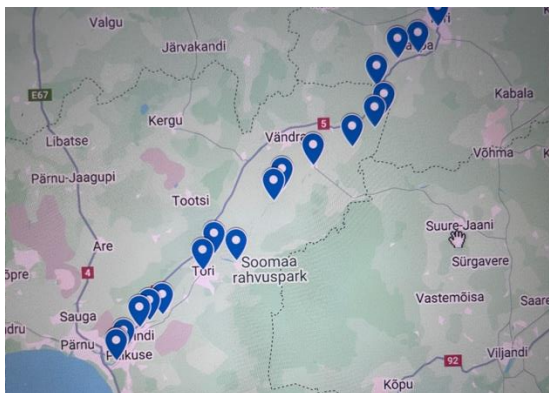 Valgu
Järvakandi
E67
Kabala
Kergu
5
Vändra
Libatse
Võhma
Pärnu-Jaagupi
Tootsi
Suure-Jaani
Are
Soomaa
rahvuspark
Sürgavere
Tori
4
Vastemõisa
Saare
Sauga
Pärnu
Viljandi
92
Kõpu